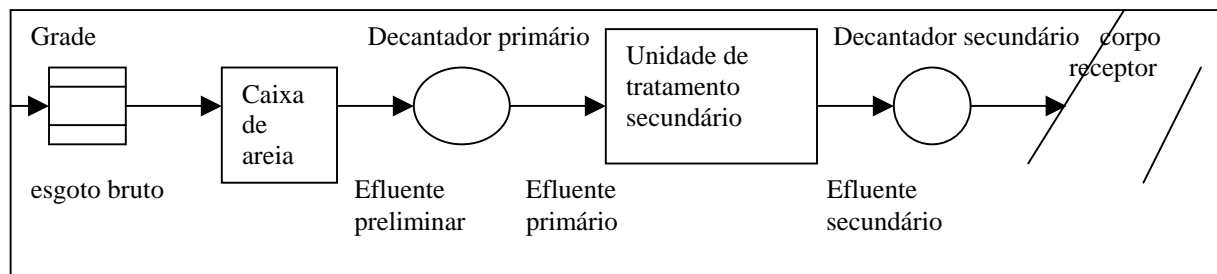 Grade
Decantador primário
Decantador secundário
corpo
receptor
Caixa
de
areia
Unidade de
tratamento
secundário
esgoto bruto
Efluente
preliminar
Efluente
primário
Efluente
secundário